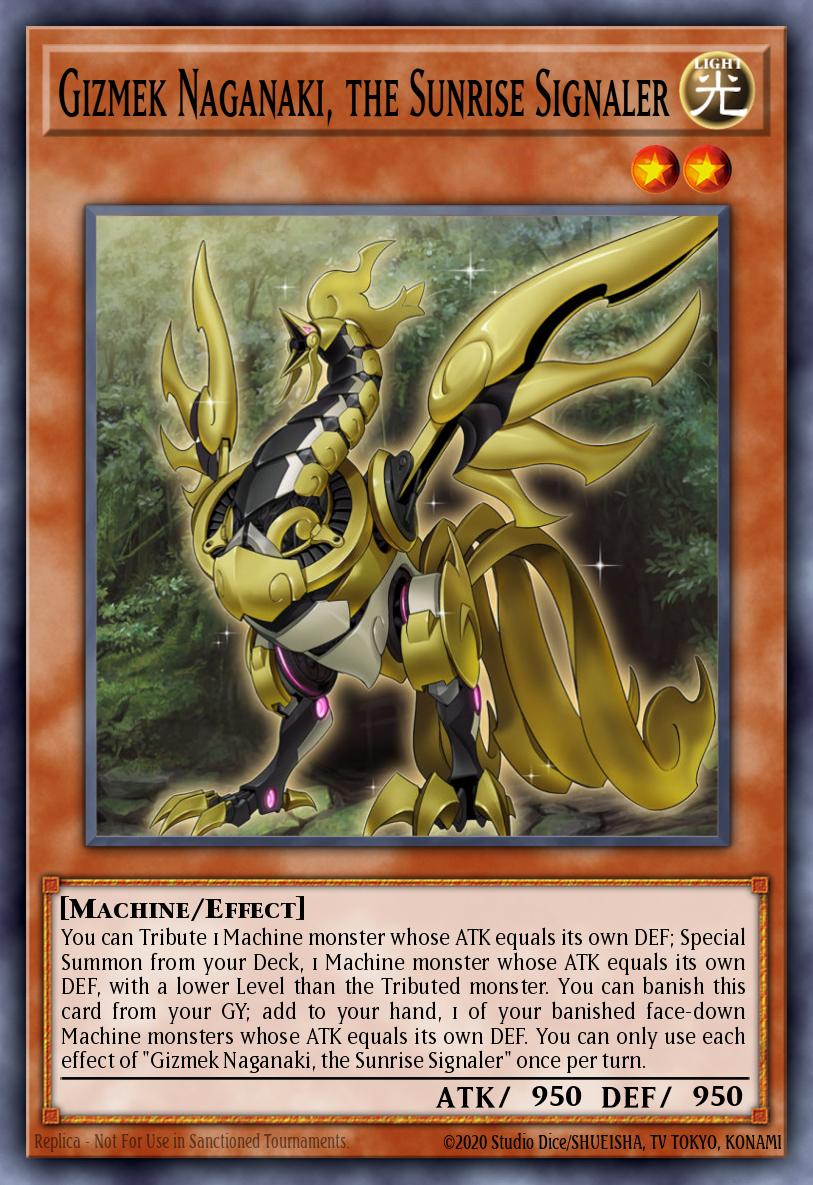 Gizmek Naganaki, the Sunrise Signaler
LIGHT
光
[Machine/Effect]
You can Tribute 1 Machine monster whose ATK equals its own DEF; Special
Summon from your Deck, 1 Machine monster whose ATK equals its own
DEF, with a lower Level than the Tributed monster. You can banish this
card from your GY; add to your hand, 1 of your banished face-down
Machine monsters whose ATK equals its own DEF. You can only use each
effect of "Gizmek Naganaki, the Sunrise Signaler" once per turn.
ATK/ 950 DEF/ 950
Replica - Not For Use in Sanctioned Tournaments.
©2020 Studio Dice/SHUEISHA, TV TOKYO, KONAMI